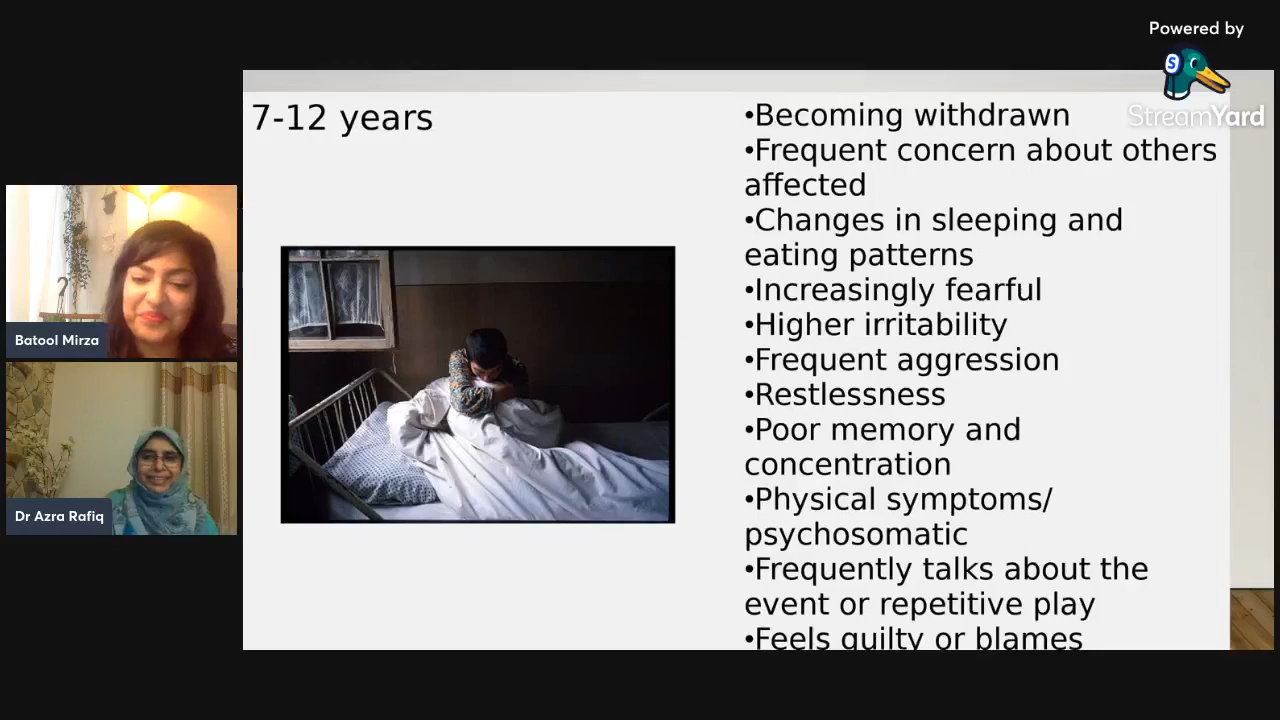 Powered by
StreamYard
7-12 years
•Becoming withdrawn
•Frequent concern about others
affected
•Changes in sleeping and
eating patterns
•Increasingly fearful
•Higher irritability
•Frequent aggression
•Restlessness
•Poor memory and
concentration
•Physical symptoms/
psychosomatic
•Frequently talks about the
event or repetitive play
•Feels guilty or blames
Batool Mirza
Dr Azra Rafiq